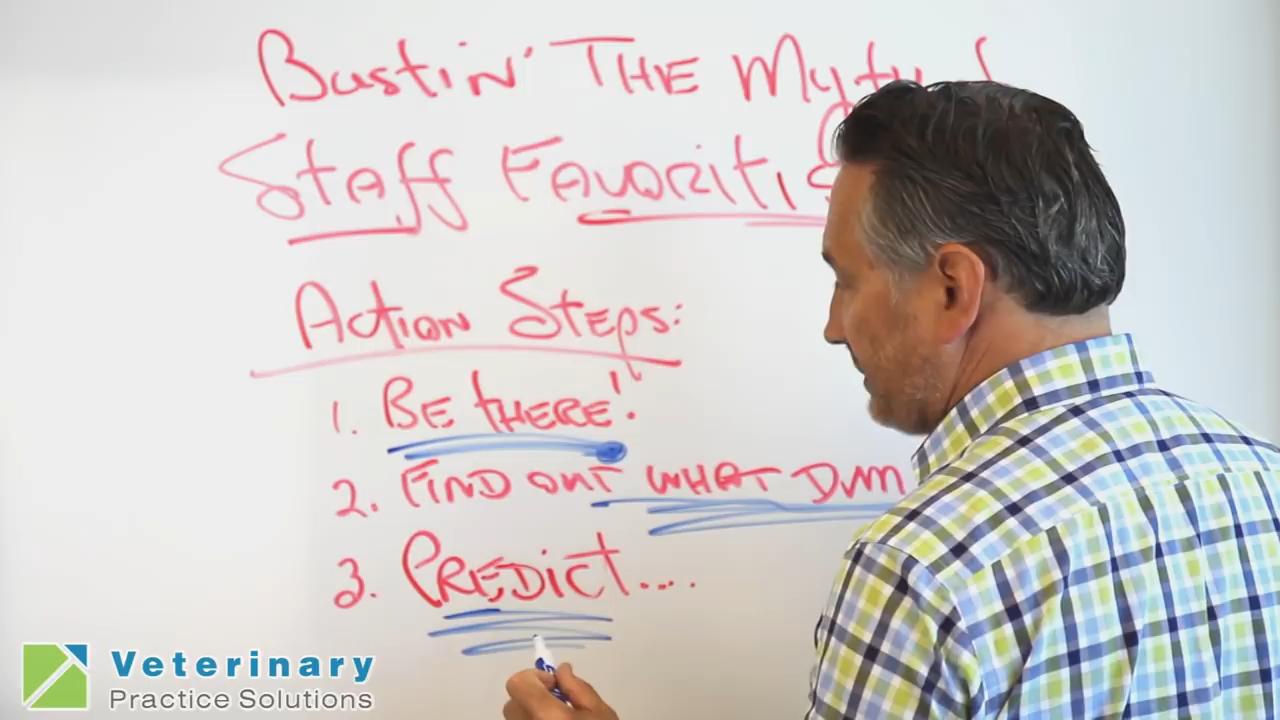 Bustin' THE Myth
Staff Favoritis
Action Steps:
1. Be there!
2. Find out what DVM
3. Predict....
Veterinary
Practice Solutions